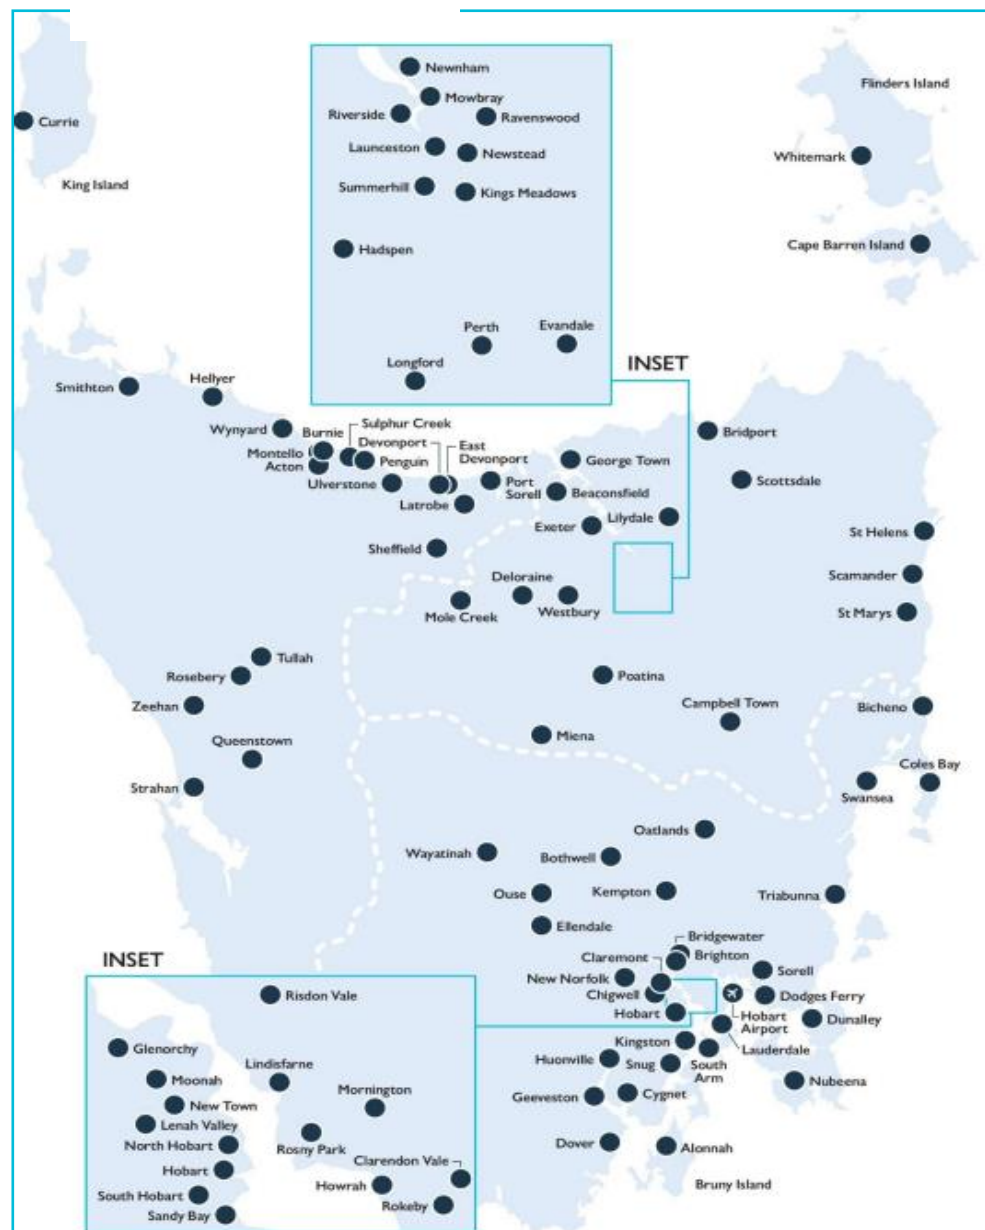 Newnham
Flinders Island
Mowbray
Riverside
Ravenswood
Currie
Launceston
Newstead
Whitemark
King Island
Summerhill
Kings Meadows
Cape Barren Island
Hadspen
Perth
Evandale
Longford
INSET
Hellyer
Smithton
Sulphur Creek
Wynyard
Burnie
Bridport
Devonport
East
Devonport
Montello
Acton
Penguin
George Town
Ulverstone
Port
Sorell
Beaconsfield
Scottsdale
Latrobe
Exeter
Lilydale
St Helens
Sheffield
Deloraine
Scamander
Mole Creek
Westbury
St Marys
Tullah
Rosebery
Poatina
Zeehan
Campbell Town
Bicheno
Queenstown
Miena
Coles Bay
Strahan
Swansea
Oatlands
Wayatinah
Bothwell
Ouse
Kempton
Triabunna
Ellendale
Bridgewater
INSET
Claremont
Brighton
New Norfolk
Sorell
Risdon Vale
Chigwell
Dodges Ferry
Hobart
Hobart
Airport
Dunalley
Glenorchy
Kingston
Lauderdale
Lindisfarne
Huonville
Snug
South
Arm
Moonah
Mornington
Nubeena
New Town
Geeveston
Cygnet
Lenah Valley
North Hobart
Rosny Park
Dover
Alonnah
Clarendon Vale
Hobart
Howrah
Bruny Island
South Hobart
Rokeby
Sandy Bay